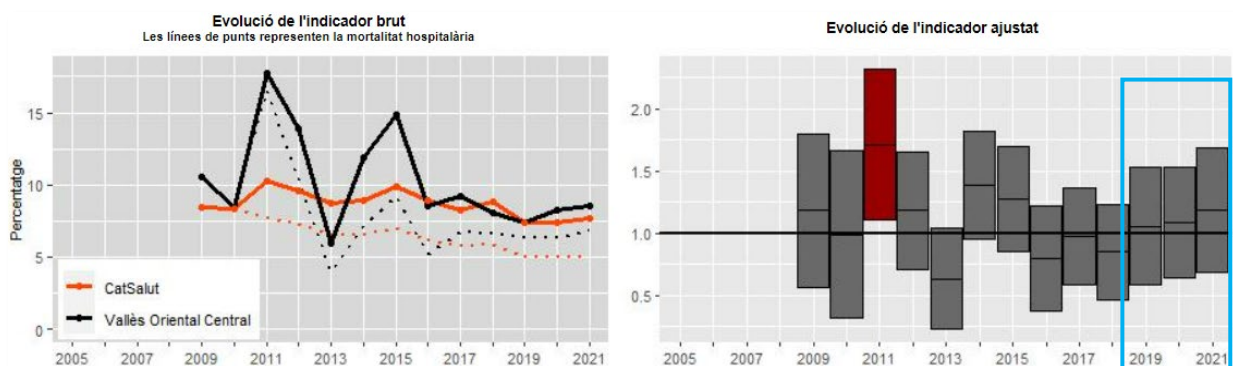 Evolució de l'indicador brut
Les línees de punts representen la mortalitat hospitalària
Percentatge
15
10
5
0
CatSalut
Vallès Oriental Central
2005 2007 2009 2011 2013 2015 2017 2019 2021
Evolució de l'indicador ajustat
2.0
1.5
1.0
0.5
2005 2007 2009 2011 2013 2015 2017 2019 2021